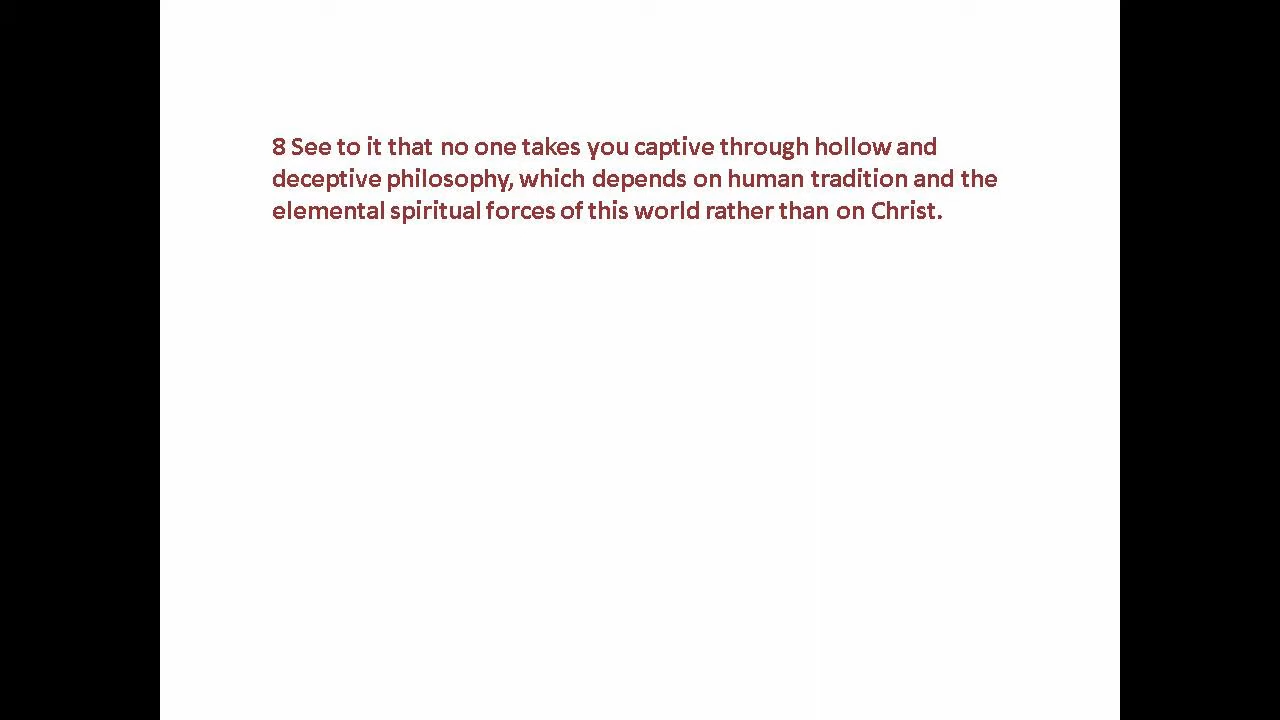 8 See to it that no one takes you captive through hollow and
deceptive philosophy, which depends on human tradition and the
elemental spiritual forces of this world rather than on Christ.